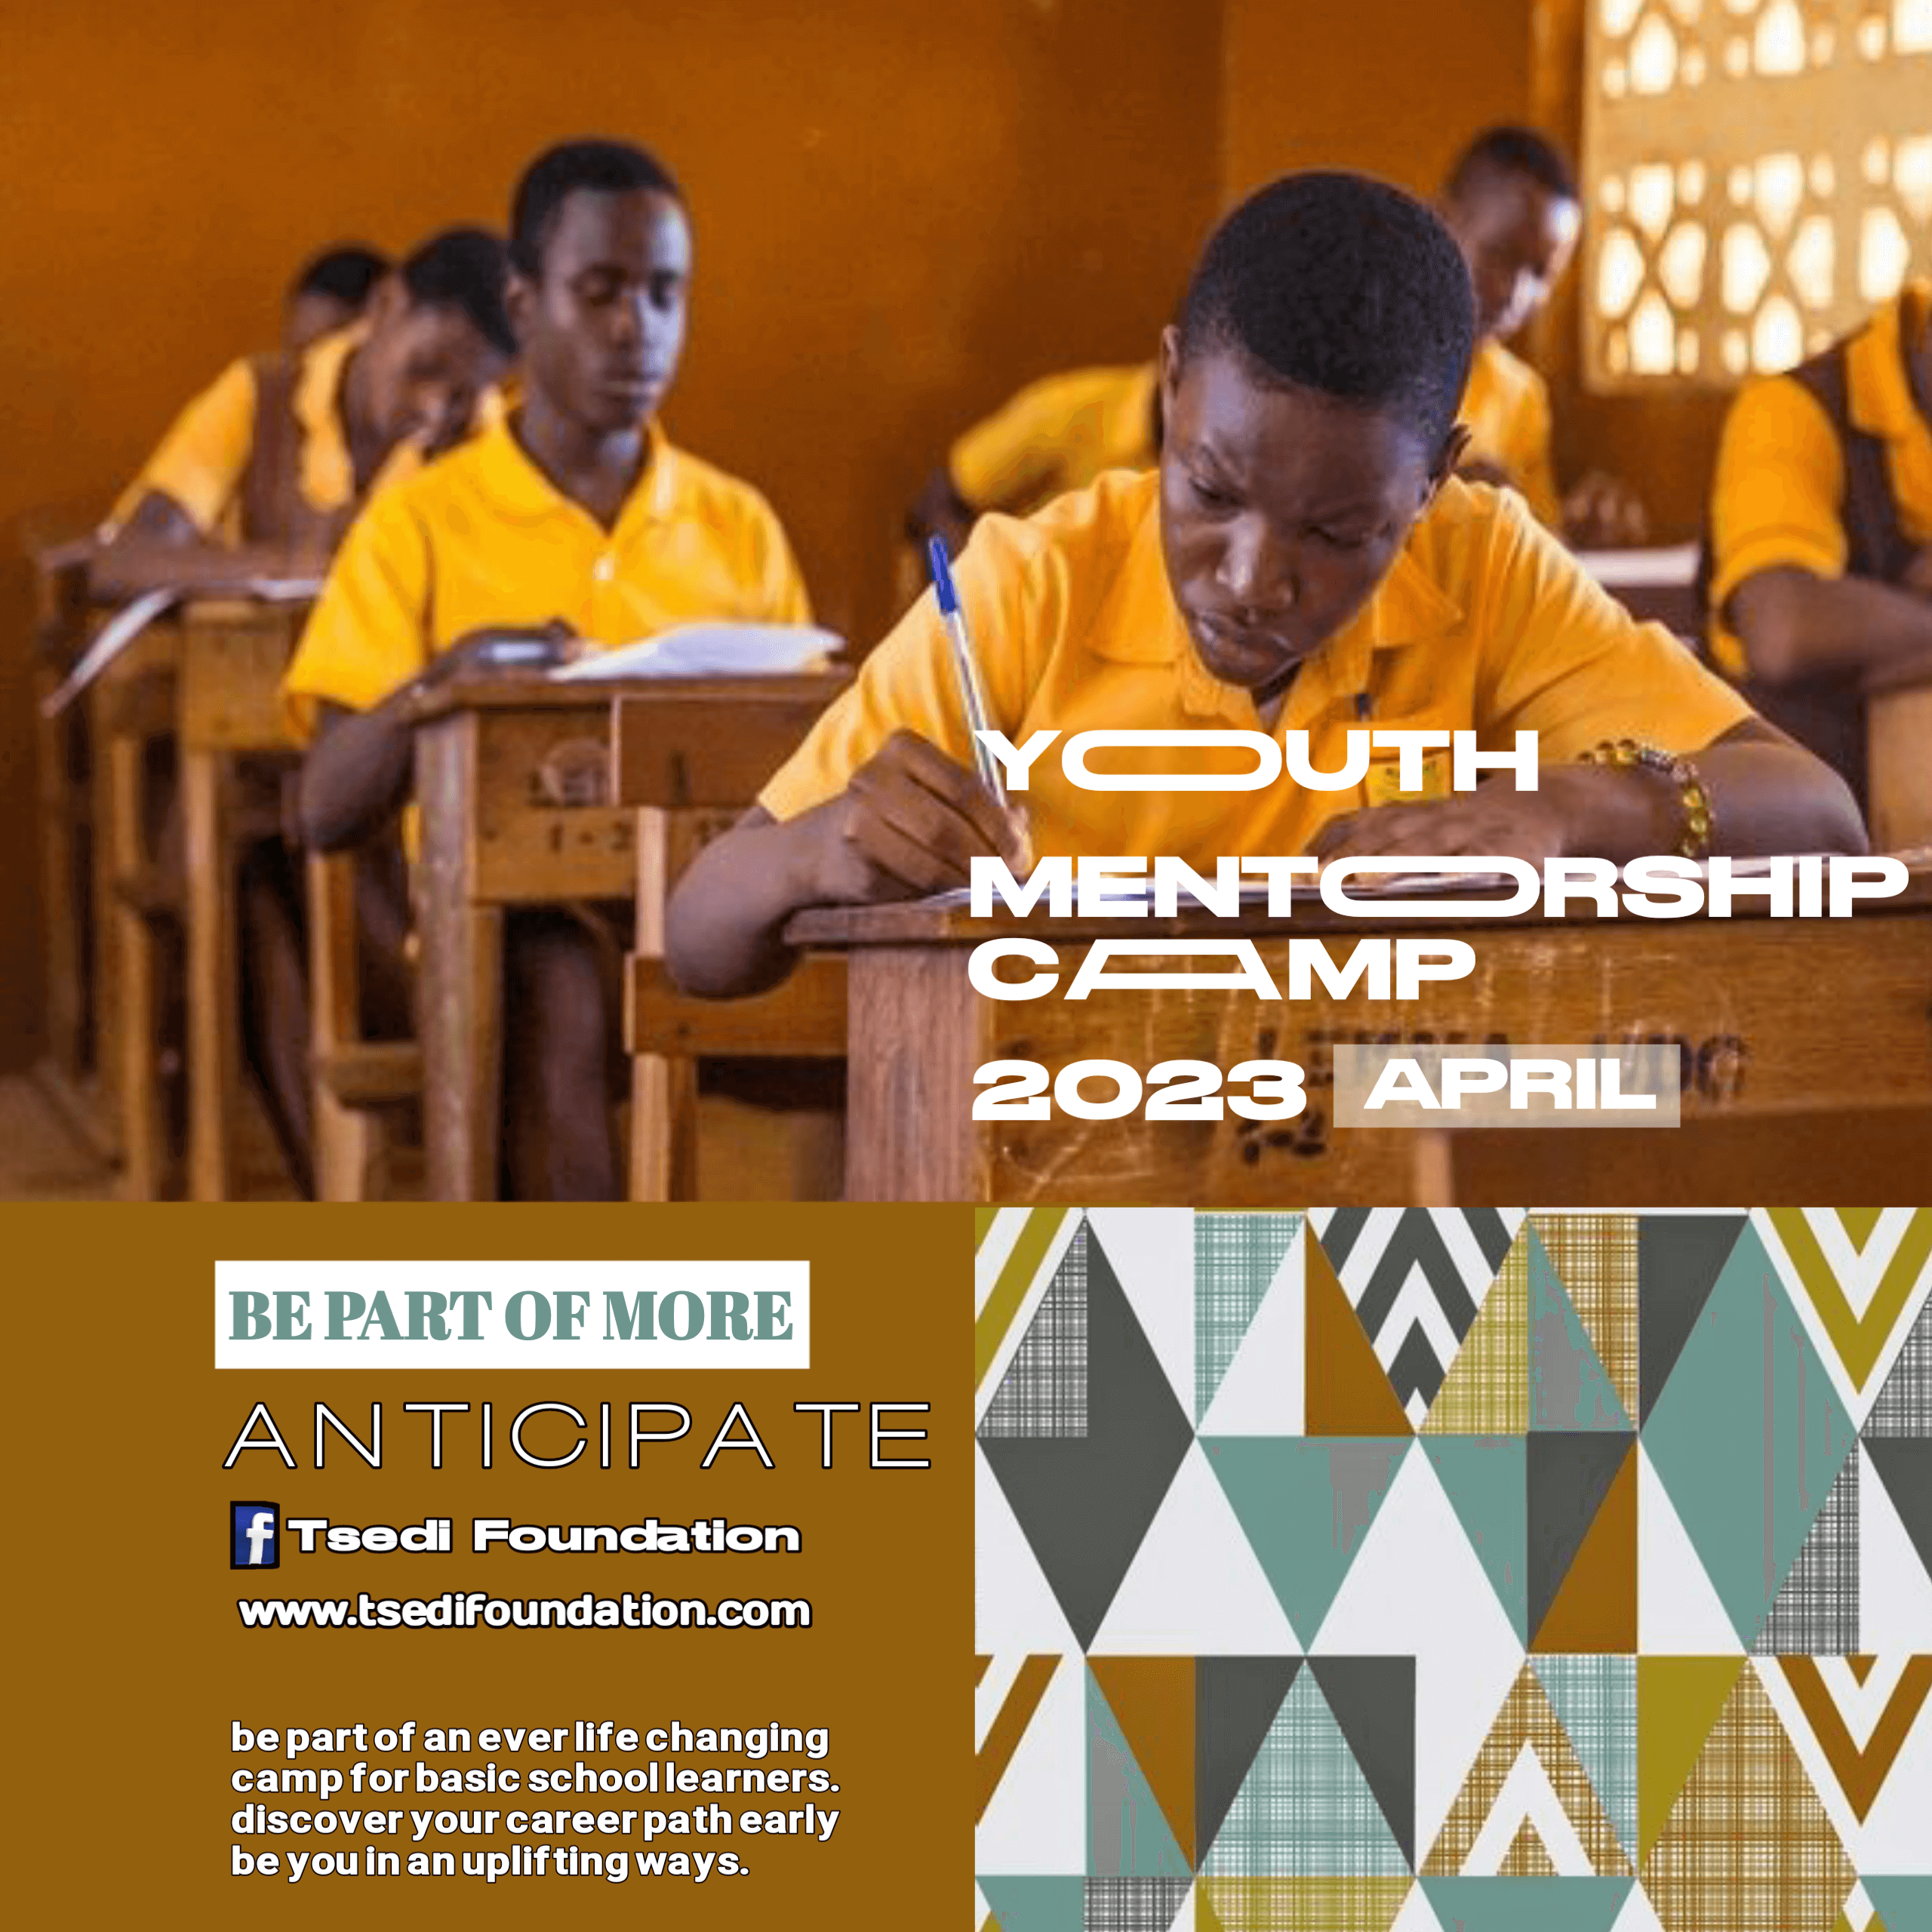 YOUTH
MENTORSHIP
CAMP
2023 APRIL
1-2
BE PART OF MORE
ANTICIPATE
f Tsedi Foundation
www.tsedifoundation.com
be part of an ever life changing
camp for basic school learners.
discover your career path early
be you in an uplifting ways.